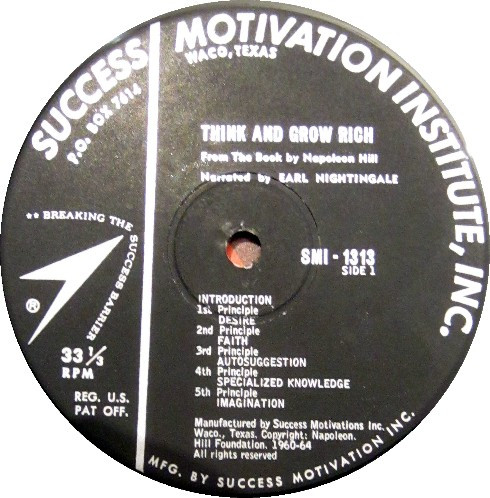 SUCCESS MOTIVATION INSTITUTE, INC.
P.O. BOX 7614
WACO, TEXAS
THINK AND GROW RICH
From The Book by Napoleon Hill
Narrated by EARL NIGHTINGALE
** BREAKING THE SUCCESS BARRIER
®
SMI - 1313
SIDE 1
33 1/3
RPM
REG. U.S.
PAT OFF.
INTRODUCTION
1st Principle
DESIRE
2nd Principle
FAITH
3rd Principle
AUTOSUGGESTION
4th Principle
SPECIALIZED KNOWLEDGE
5th Principle
IMAGINATION
Manufactured by Success Motivations Inc.
Waco., Texas. Copyright: Napoleon.
Hill Foundation. 1960-64
All rights reserved
MFG. BY SUCCESS MOTIVATION INC.